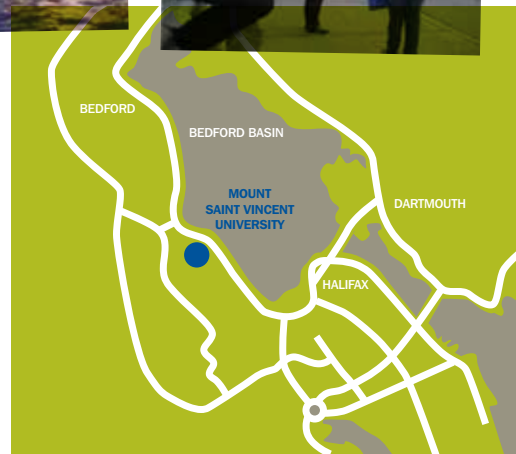 BEDFORD
BEDFORD BASIN
MOUNT
SAINT VINCENT
UNIVERSITY
DARTMOUTH
HALIFAX